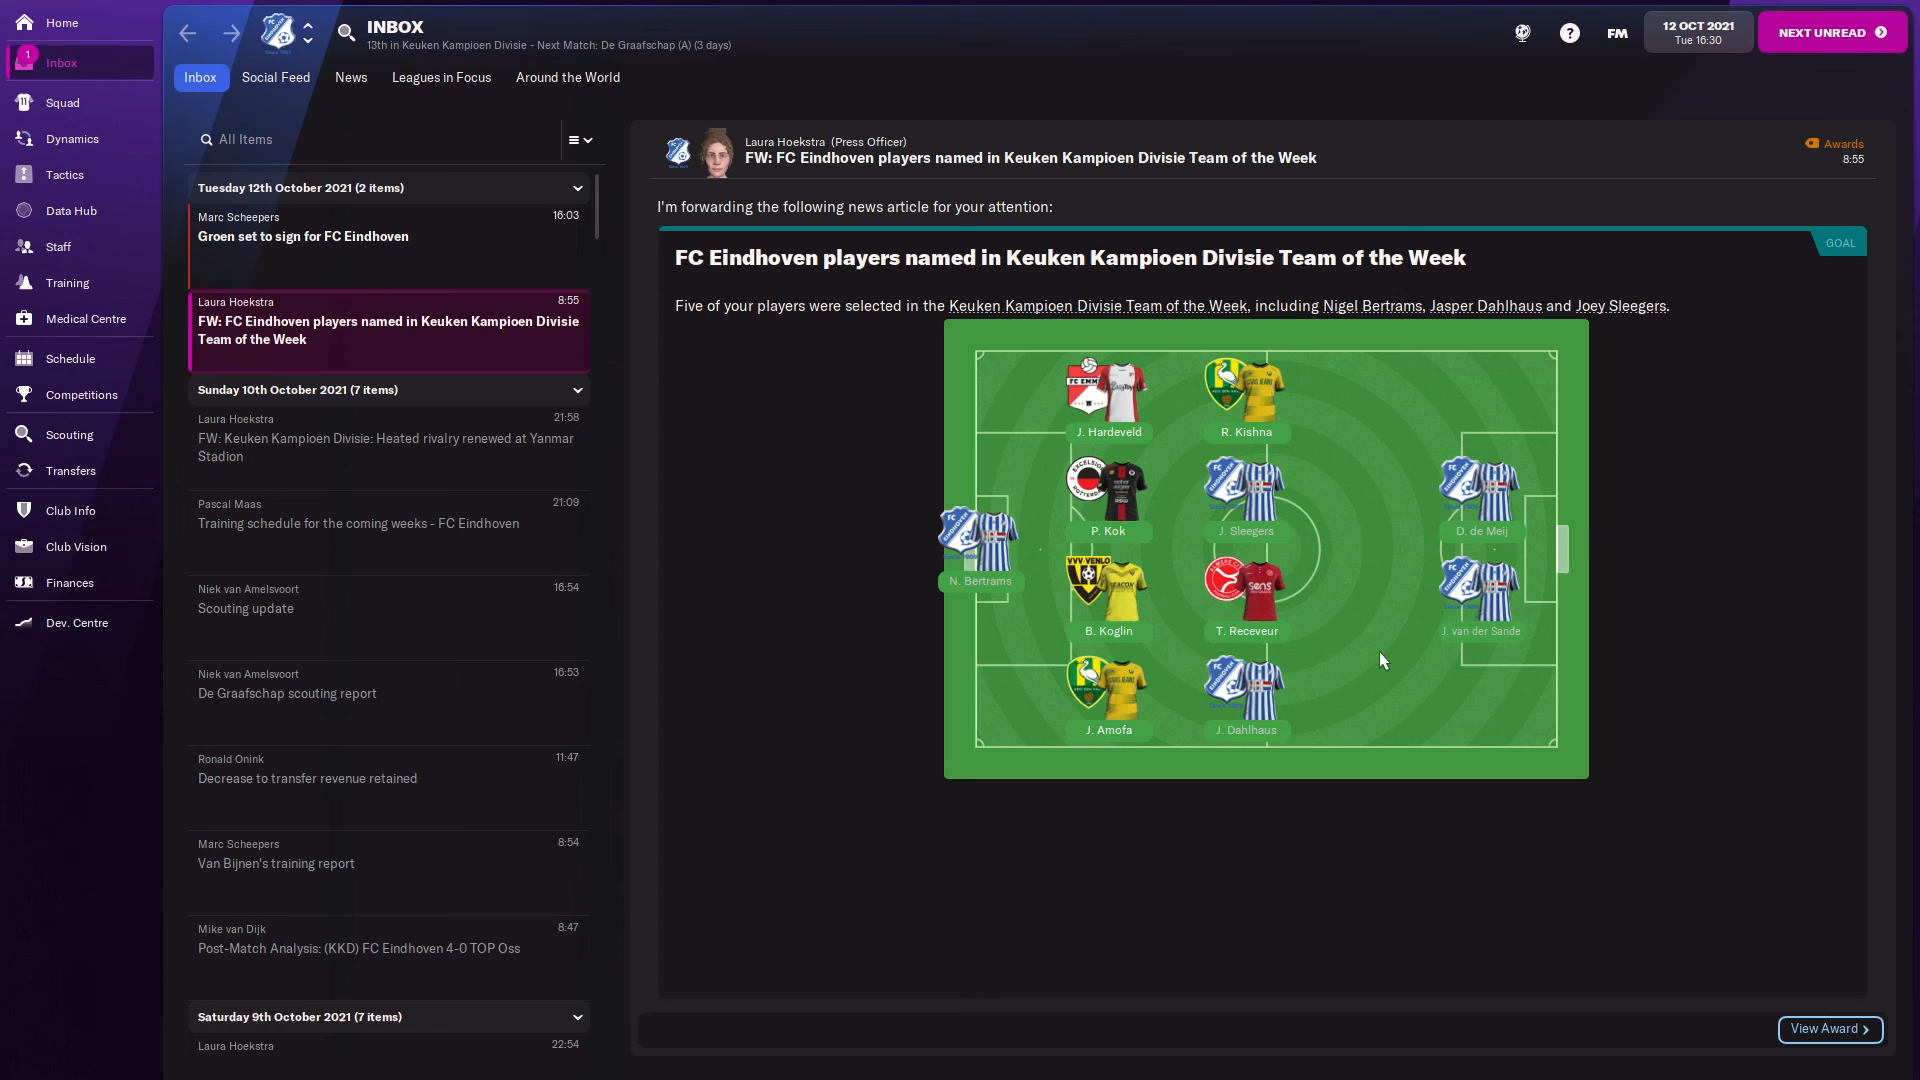 Home
1
Inbox
Squad
Dynamics
Tactics
Data Hub
Staff
Training
Medical Centre
Schedule
Competitions
Scouting
Transfers
Club Info
Club Vision
Finances
Dev. Centre
INBOX
13th in Keuken Kampioen Divisie - Next Match: De Graafschap (A) (3 days)
FM
12 OCT 2021
Tue 16:30
NEXT UNREAD
Inbox
Social Feed
News
Leagues in Focus
Around the World
All Items
Tuesday 12th October 2021 (2 items)
Marc Scheepers
16:03
Groen set to sign for FC Eindhoven
Laura Hoekstra
8:55
FW: FC Eindhoven players named in Keuken Kampioen Divisie
Team of the Week
Sunday 10th October 2021 (7 items)
Laura Hoekstra
21:58
FW: Keuken Kampioen Divisie: Heated rivalry renewed at Yanmar
Stadion
Pascal Maas
21:09
Training schedule for the coming weeks - FC Eindhoven
Niek van Amelsvoort
16:54
Scouting update
Niek van Amelsvoort
16:53
De Graafschap scouting report
Ronald Onink
11:47
Decrease to transfer revenue retained
Marc Scheepers
8:54
Van Bijnen's training report
Mike van Dijk
8:47
Post-Match Analysis: (KKD) FC Eindhoven 4-0 TOP Oss
Saturday 9th October 2021 (7 items)
Laura Hoekstra
22:54
Laura Hoekstra (Press Officer)
FW: FC Eindhoven players named in Keuken Kampioen Divisie Team of the Week
Awards
8:55
I'm forwarding the following news article for your attention:
GOAL
FC Eindhoven players named in Keuken Kampioen Divisie Team of the Week
Five of your players were selected in the Keuken Kampioen Divisie Team of the Week, including Nigel Bertrams, Jasper Dahlhaus and Joey Sleegers.
J. Hardeveld
R. Kishna
P. Kok
J. Sleegers
D. de Meij
N. Bertrams
B. Koglin
T. Receveur
J. van der Sande
J. Amofa
J. Dahlhaus
View Award